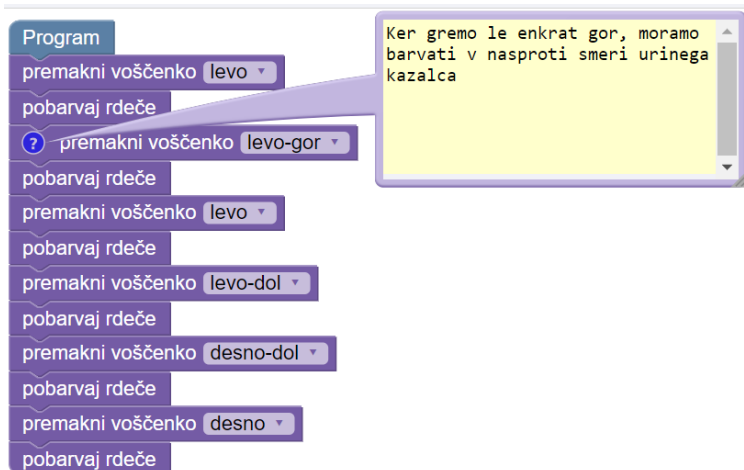 Program
premakni voščenko levo
pobarvaj rdeče
? premakni voščenko levo-gor
pobarvaj rdeče
premakni voščenko levo
pobarvaj rdeče
premakni voščenko levo-dol
pobarvaj rdeče
premakni voščenko desno-dol
pobarvaj rdeče
premakni voščenko desno
pobarvaj rdeče
Ker gremo le enkrat gor, moramo
barvati v nasproti smeri urinega
kazalca